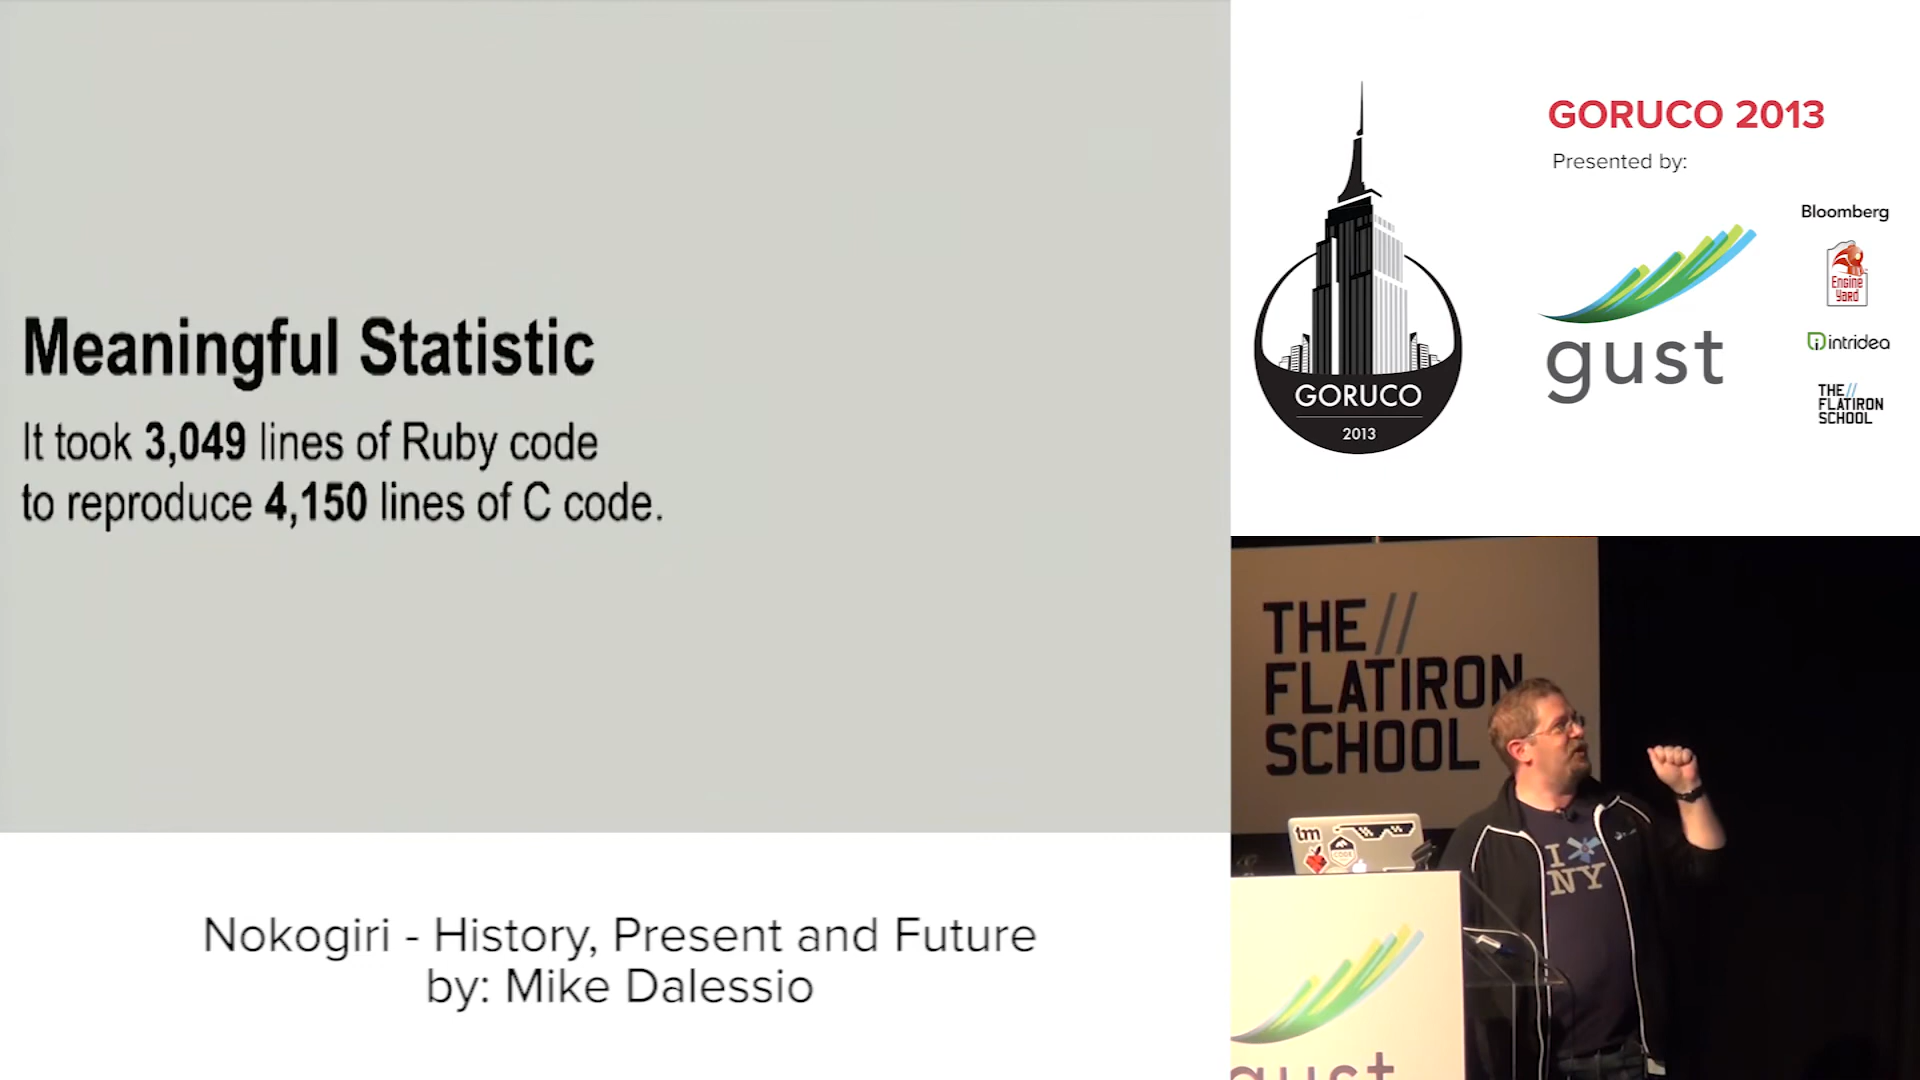 Meaningful Statistic
It took 3,049 lines of Ruby code
to reproduce 4,150 lines of C code.
Nokogiri - History, Present and Future
by: Mike Dalessio
GORUCO
2013
GORUCO 2013
Presented by:
gust
Bloomberg
Engine
Yard
intridea
THE//
FLATIRON
SCHOOL
THE//
FLATIRON
SCHOOL
tm
CODE
I
NY
gust